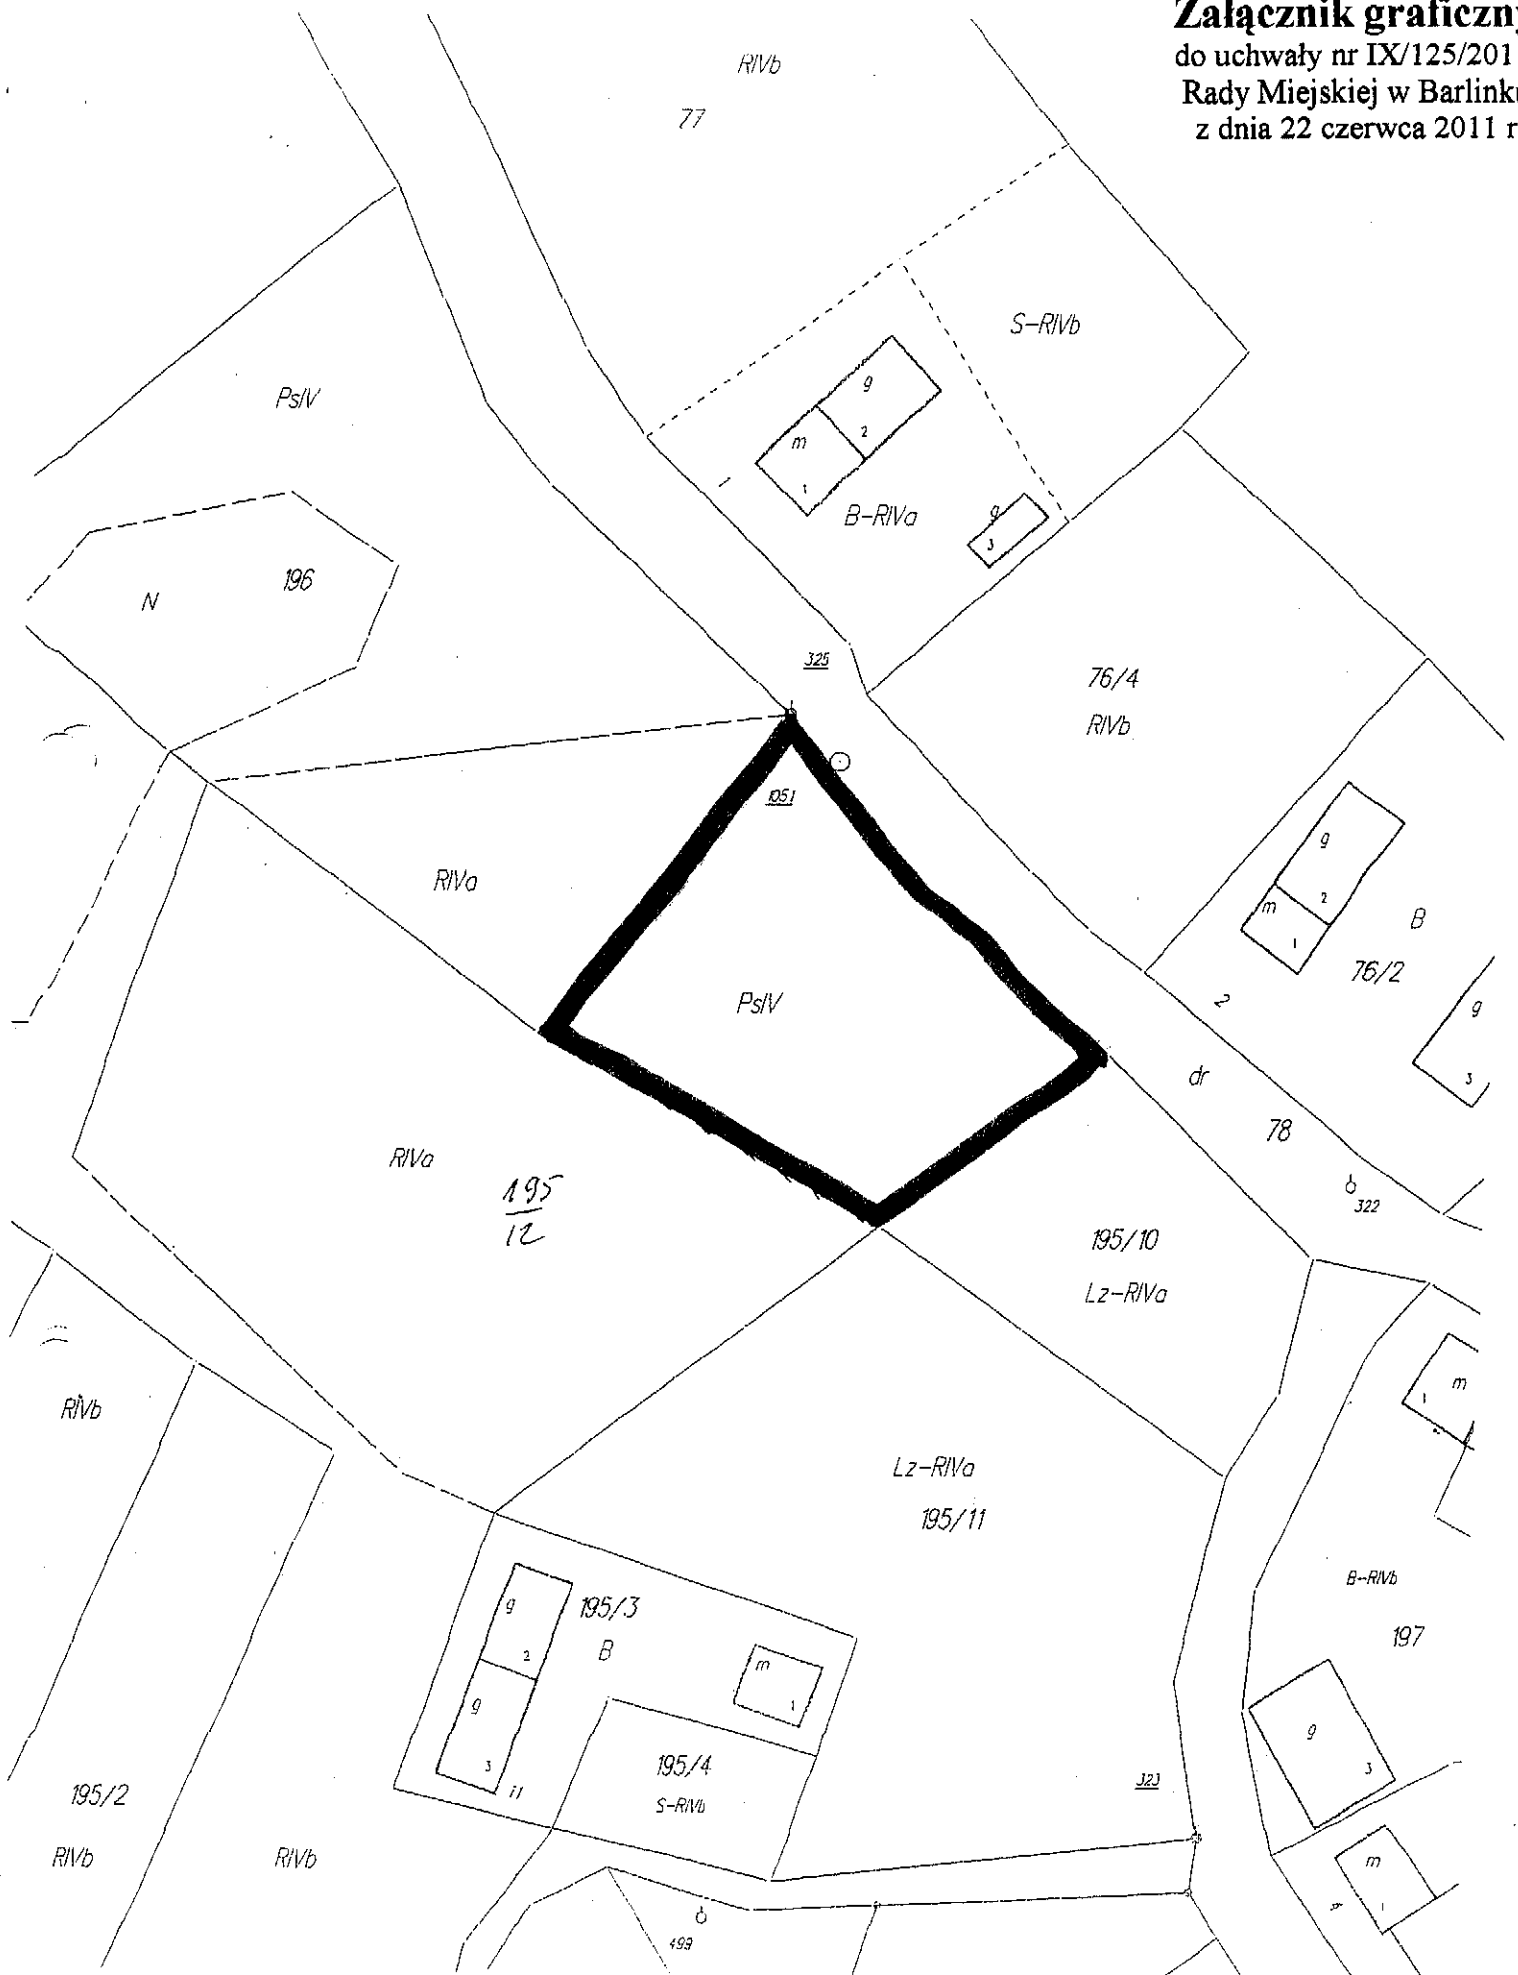 Załącznik graficzny
do uchwały nr IX/125/201
Rady Miejskiej w Barlinku
z dnia 22 czerwca 2011 r
RIVb
77
S-RIVb
PsIV
g
m
2
1
B-RIVa
g
3
196
N
325
76/4
RIVb
1051
g
RIVa
m
2
1
B
76/2
PsIV
2
g
3
dr
78
RIVa
195
12
322
195/10
Lz-RIVa
m
1
RIVb
Lz-RIVa
195/11
B-RIVb
g
195/3
197
B
2
m
g
1
g
195/4
3
3
i1
323
195/2
S-RIVb
RIVb
RIVb
m
1
499